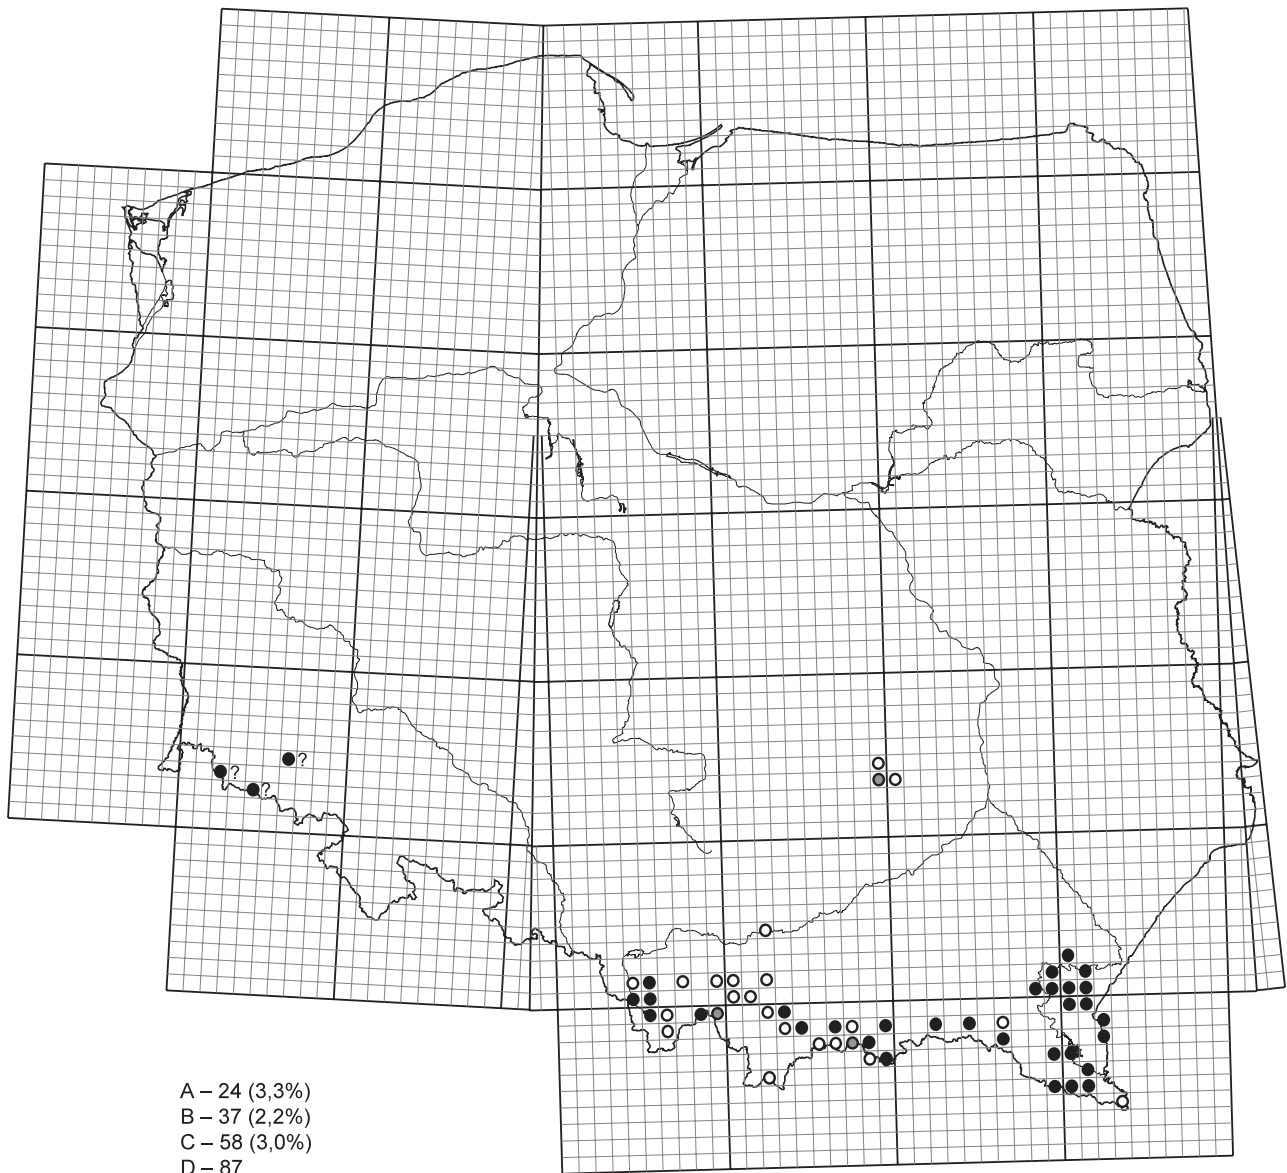 ?
?
?
A – 24 (3,3%)
B – 37 (2,2%)
C – 58 (3,0%)
D – 87